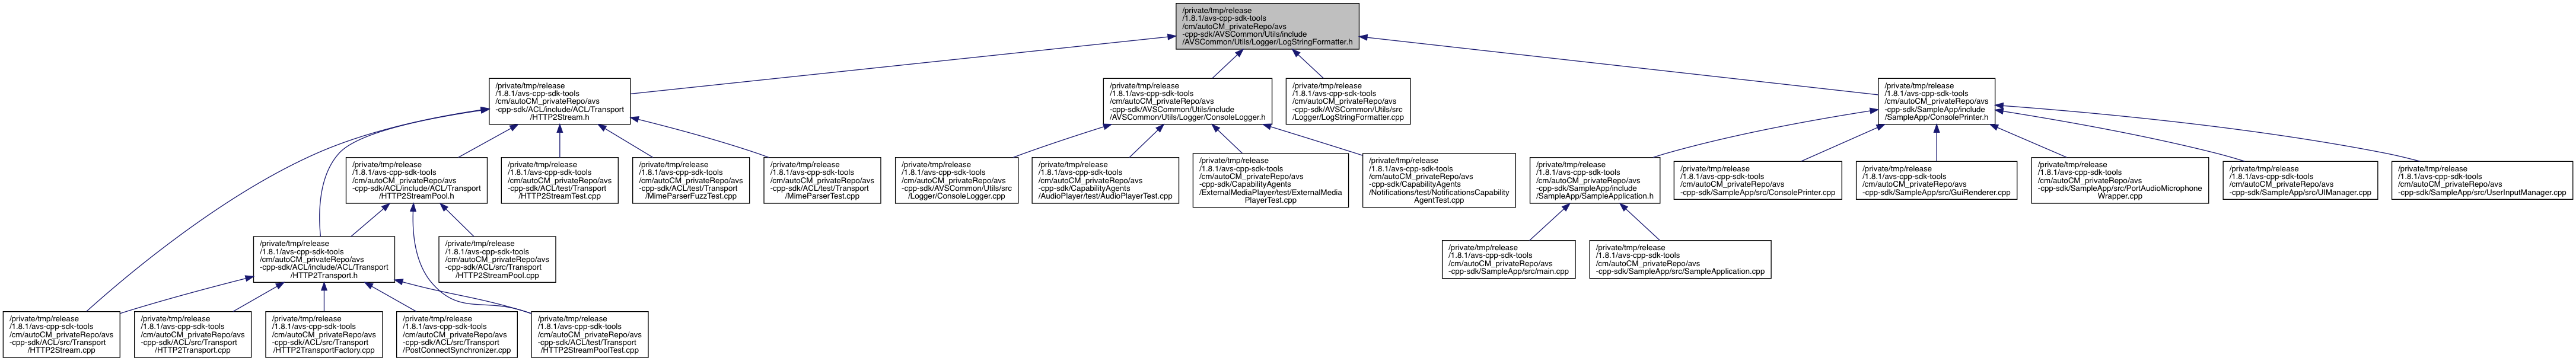 /private/tmp/release
/1.8.1/avs-cpp-sdk-tools
/cm/autoCM_privateRepo/avs
-cpp-sdk/AVSCommon/Utils/include
/AVSCommon/Utils/Logger/LogStringFormatter.h
/private/tmp/release
/1.8.1/avs-cpp-sdk-tools
/cm/autoCM_privateRepo/avs
-cpp-sdk/ACL/include/ACL/Transport
/HTTP2Stream.h
/private/tmp/release
/1.8.1/avs-cpp-sdk-tools
/cm/autoCM_privateRepo/avs
-cpp-sdk/AVSCommon/Utils/include
/AVSCommon/Utils/Logger/ConsoleLogger.h
/private/tmp/release
/1.8.1/avs-cpp-sdk-tools
/cm/autoCM_privateRepo/avs
-cpp-sdk/AVSCommon/Utils/src
/Logger/LogStringFormatter.cpp
/private/tmp/release
/1.8.1/avs-cpp-sdk-tools
/cm/autoCM_privateRepo/avs
-cpp-sdk/SampleApp/include
/SampleApp/ConsolePrinter.h
/private/tmp/release
/1.8.1/avs-cpp-sdk-tools
/cm/autoCM_privateRepo/avs
-cpp-sdk/ACL/include/ACL/Transport
/HTTP2StreamPool.h
/private/tmp/release
/1.8.1/avs-cpp-sdk-tools
/cm/autoCM_privateRepo/avs
-cpp-sdk/ACL/test/Transport
/HTTP2StreamTest.cpp
/private/tmp/release
/1.8.1/avs-cpp-sdk-tools
/cm/autoCM_privateRepo/avs
-cpp-sdk/ACL/test/Transport
/MimeParserFuzzTest.cpp
/private/tmp/release
/1.8.1/avs-cpp-sdk-tools
/cm/autoCM_privateRepo/avs
-cpp-sdk/ACL/test/Transport
/MimeParserTest.cpp
/private/tmp/release
/1.8.1/avs-cpp-sdk-tools
/cm/autoCM_privateRepo/avs
-cpp-sdk/AVSCommon/Utils/src
/Logger/ConsoleLogger.cpp
/private/tmp/release
/1.8.1/avs-cpp-sdk-tools
/cm/autoCM_privateRepo/avs
-cpp-sdk/CapabilityAgents
/AudioPlayer/test/AudioPlayerTest.cpp
/private/tmp/release
/1.8.1/avs-cpp-sdk-tools
/cm/autoCM_privateRepo/avs
-cpp-sdk/CapabilityAgents
/ExternalMediaPlayer/test/ExternalMedia
PlayerTest.cpp
/private/tmp/release
/1.8.1/avs-cpp-sdk-tools
/cm/autoCM_privateRepo/avs
-cpp-sdk/CapabilityAgents
/Notifications/test/NotificationsCapability
AgentTest.cpp
/private/tmp/release
/1.8.1/avs-cpp-sdk-tools
/cm/autoCM_privateRepo/avs
-cpp-sdk/SampleApp/include
/SampleApp/SampleApplication.h
/private/tmp/release
/1.8.1/avs-cpp-sdk-tools
/cm/autoCM_privateRepo/avs
-cpp-sdk/SampleApp/src/ConsolePrinter.cpp
/private/tmp/release
/1.8.1/avs-cpp-sdk-tools
/cm/autoCM_privateRepo/avs
-cpp-sdk/SampleApp/src/GuiRenderer.cpp
/private/tmp/release
/1.8.1/avs-cpp-sdk-tools
/cm/autoCM_privateRepo/avs
-cpp-sdk/SampleApp/src/PortAudioMicrophone
Wrapper.cpp
/private/tmp/release
/1.8.1/avs-cpp-sdk-tools
/cm/autoCM_privateRepo/avs
-cpp-sdk/SampleApp/src/UIManager.cpp
/private/tmp/release
/1.8.1/avs-cpp-sdk-tools
/cm/autoCM_privateRepo/avs
-cpp-sdk/SampleApp/src/UserInputManager.cpp
/private/tmp/release
/1.8.1/avs-cpp-sdk-tools
/cm/autoCM_privateRepo/avs
-cpp-sdk/ACL/include/ACL/Transport
/HTTP2Transport.h
/private/tmp/release
/1.8.1/avs-cpp-sdk-tools
/cm/autoCM_privateRepo/avs
-cpp-sdk/ACL/src/Transport
/HTTP2StreamPool.cpp
/private/tmp/release
/1.8.1/avs-cpp-sdk-tools
/cm/autoCM_privateRepo/avs
-cpp-sdk/SampleApp/src/main.cpp
/private/tmp/release
/1.8.1/avs-cpp-sdk-tools
/cm/autoCM_privateRepo/avs
-cpp-sdk/SampleApp/src/SampleApplication.cpp
/private/tmp/release
/1.8.1/avs-cpp-sdk-tools
/cm/autoCM_privateRepo/avs
-cpp-sdk/ACL/src/Transport
/HTTP2Stream.cpp
/private/tmp/release
/1.8.1/avs-cpp-sdk-tools
/cm/autoCM_privateRepo/avs
-cpp-sdk/ACL/src/Transport
/HTTP2Transport.cpp
/private/tmp/release
/1.8.1/avs-cpp-sdk-tools
/cm/autoCM_privateRepo/avs
-cpp-sdk/ACL/src/Transport
/HTTP2TransportFactory.cpp
/private/tmp/release
/1.8.1/avs-cpp-sdk-tools
/cm/autoCM_privateRepo/avs
-cpp-sdk/ACL/src/Transport
/PostConnectSynchronizer.cpp
/private/tmp/release
/1.8.1/avs-cpp-sdk-tools
/cm/autoCM_privateRepo/avs
-cpp-sdk/ACL/test/Transport
/HTTP2StreamPoolTest.cpp